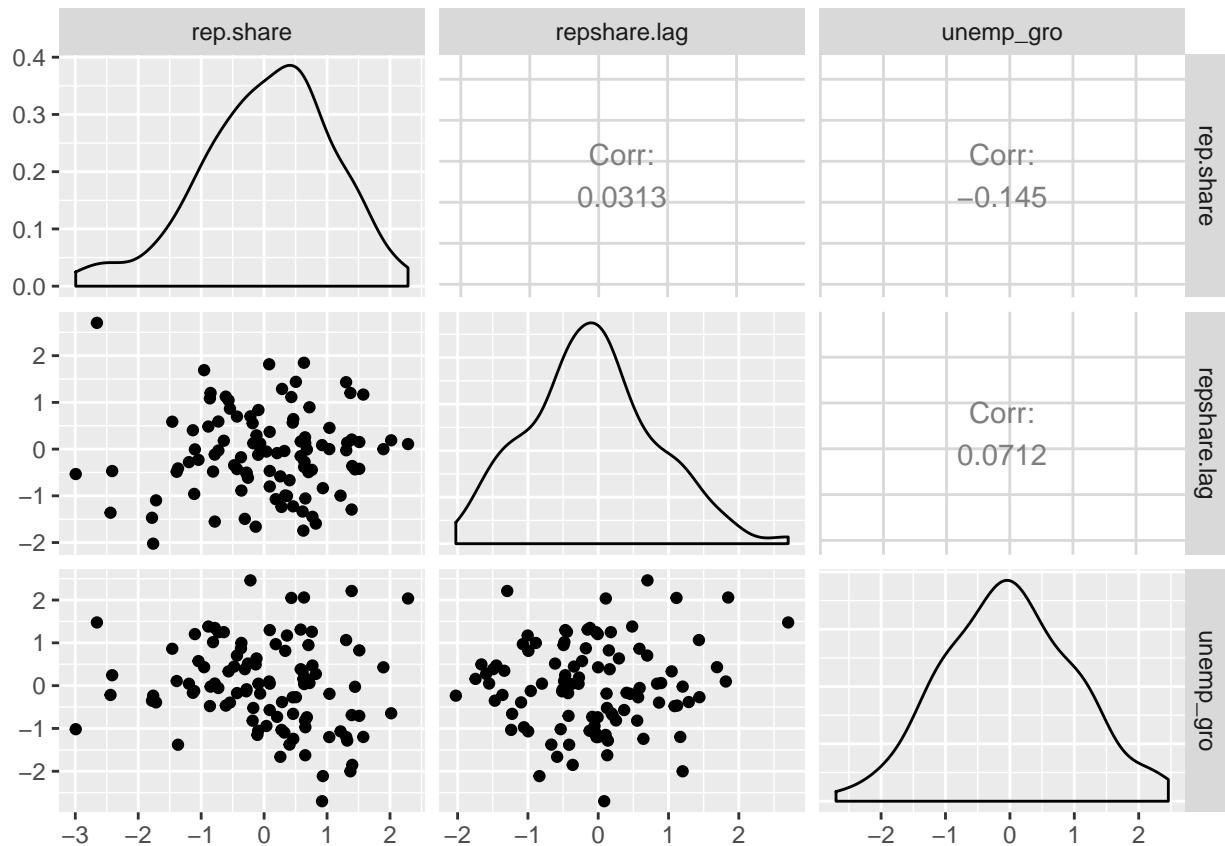 rep.share repshare.lag unemp_gro
0.4
0.3
0.2
0.1
0.0
Corr:
0.0313
Corr:
−0.145
rep.share
2
1
0
−1
−2
Corr:
0.0712
repshare.lag
2
1
0
−1
−2
unemp_gro
−3 −2 −1 0 1 2 −2 −1 0 1 2 −2 −1 0 1 2